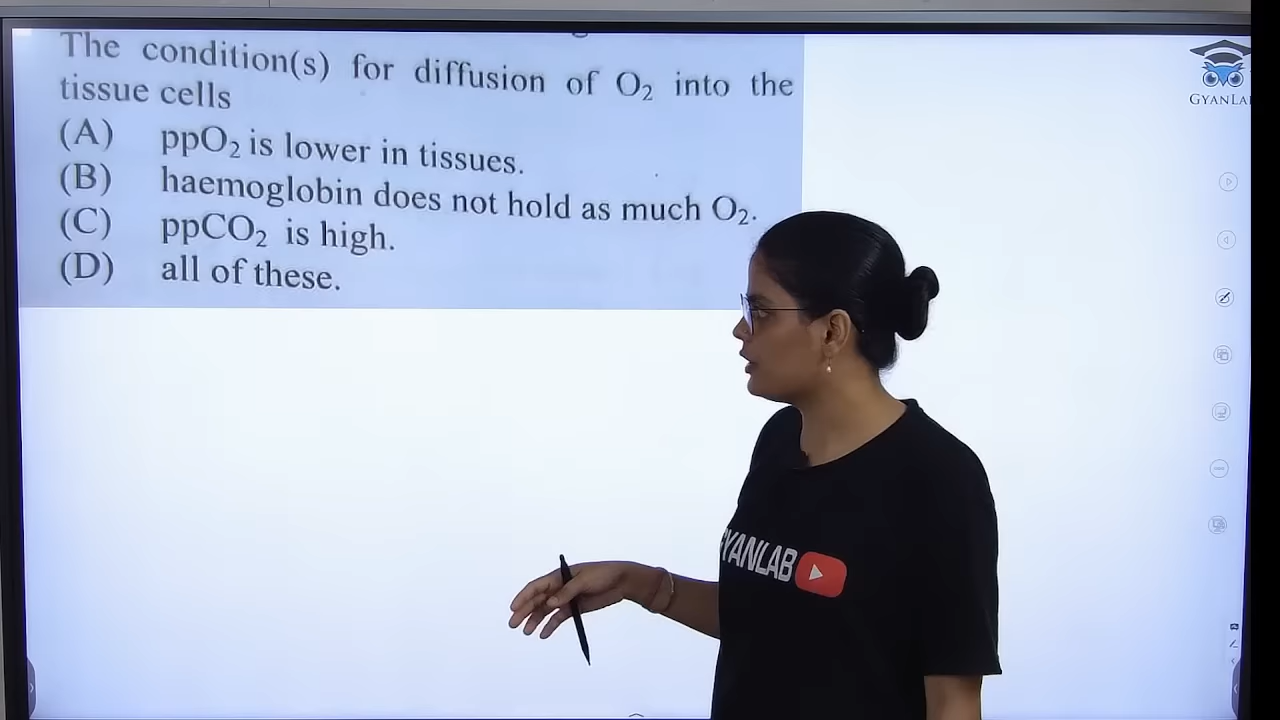 The condition(s) for diffusion of O₂ into the
tissue cells
(A) ppO₂ is lower in tissues.
(B) haemoglobin does not hold as much O₂.
(C) ppCO₂ is high.
(D) all of these.
GYANLA
YANLAB